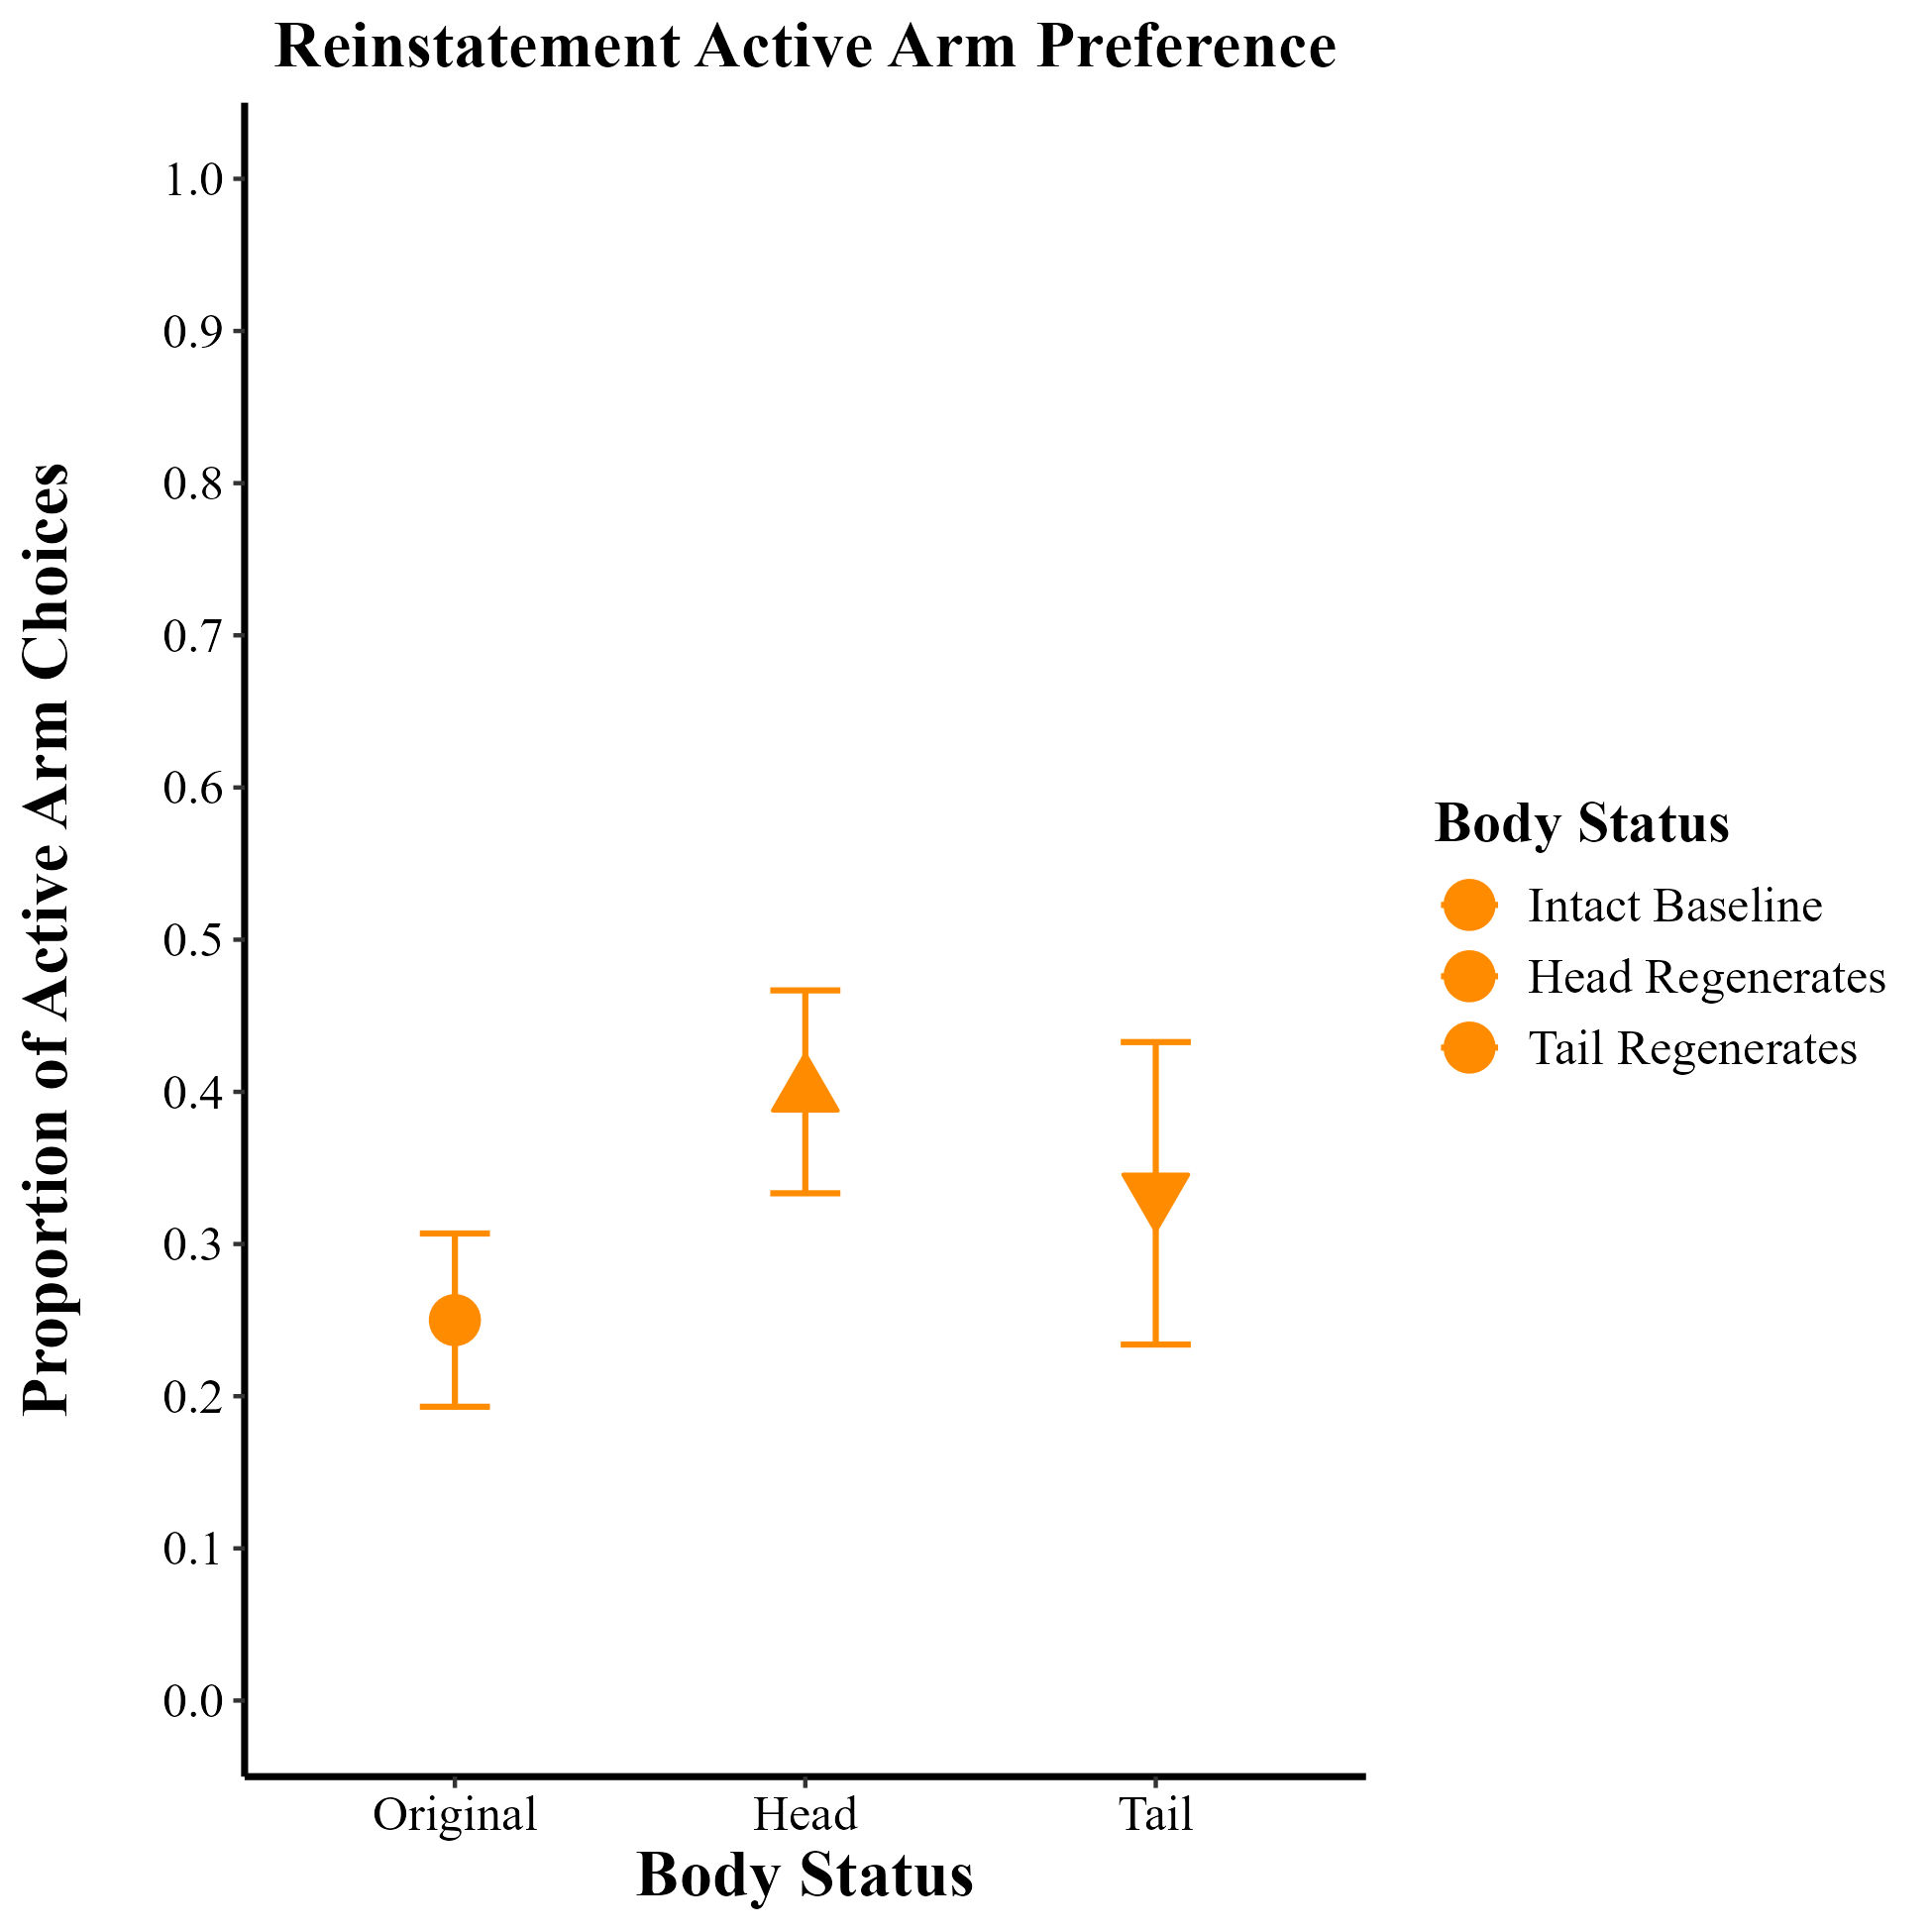 Reinstatement Active Arm Preference
Proportion of Active Arm Choices
1.0
0.9
0.8
0.7
0.6
0.5
0.4
0.3
0.2
0.1
0.0
Original
Head
Tail
Body Status
Body Status
Intact Baseline
Head Regenerates
Tail Regenerates